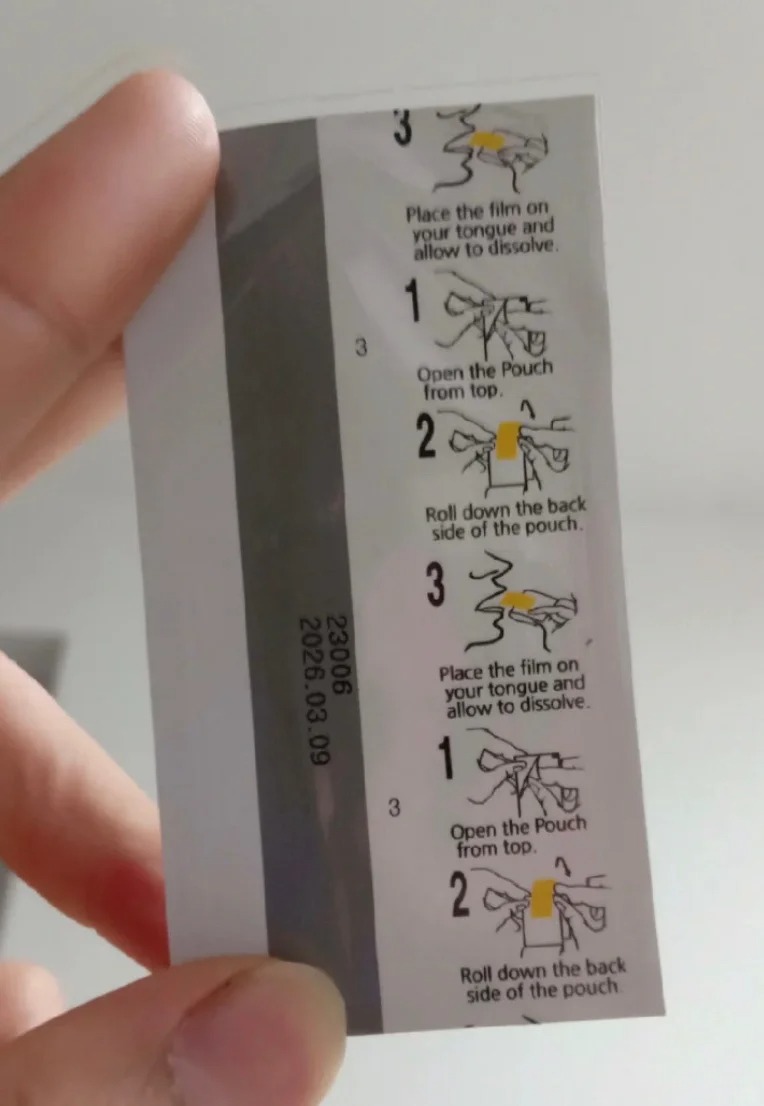 3
Place the film on
your tongue and
allow to dissolve.
1
3
Open the Pouch
from top.
2
Roll down the back
side of the pouch.
3
23006
2026.03.09
Place the film on
your tongue and
allow to dissolve.
1
3
Open the Pouch
from top.
2
Roll down the back
side of the pouch